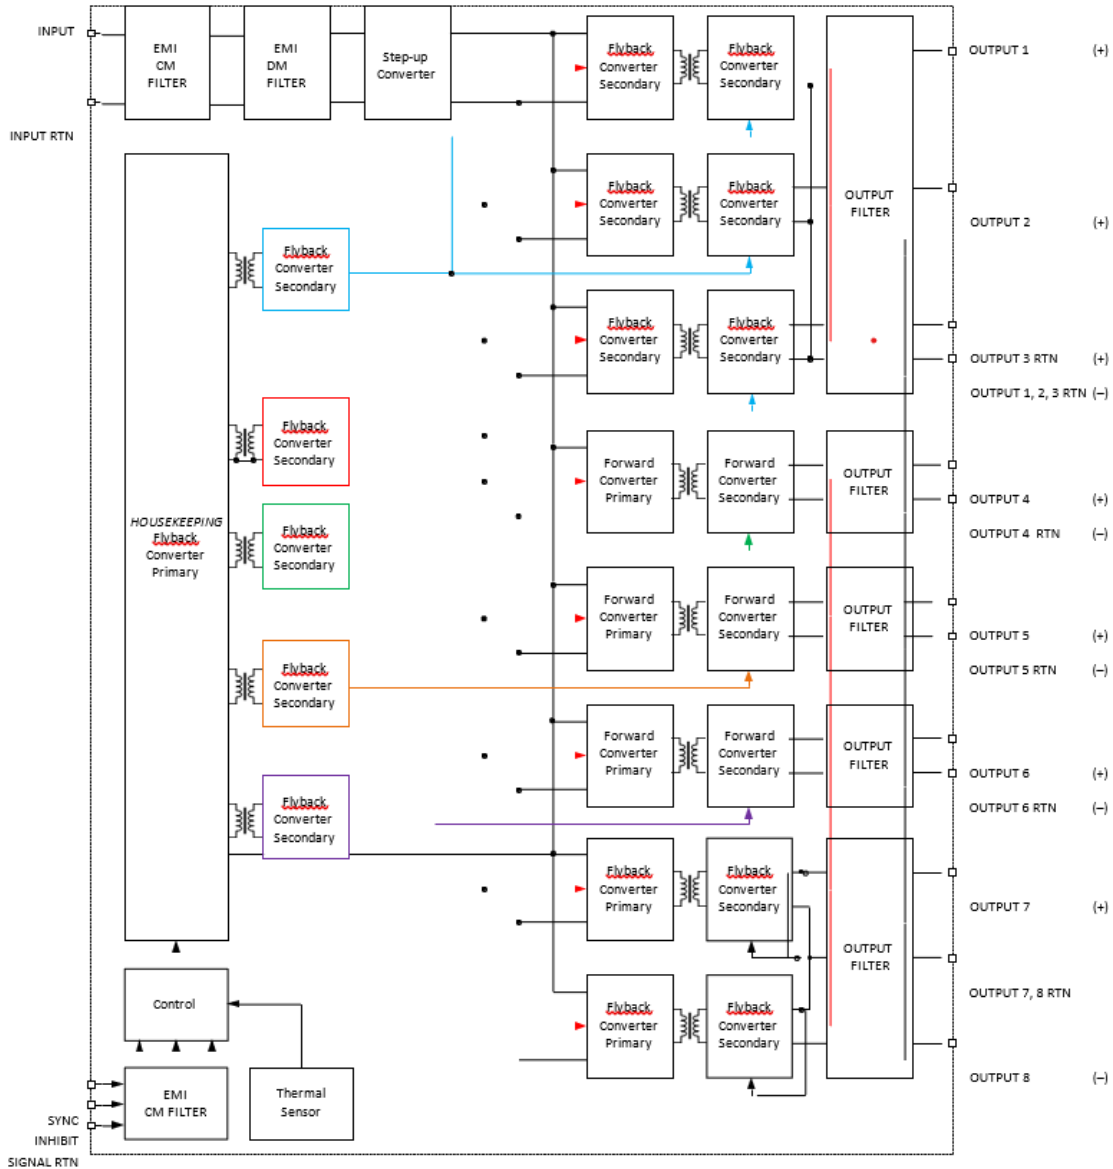 INPUT
INPUT RTN
EMI
CM
FILTER
EMI
DM
FILTER
Step-up
Converter
Flyback
Converter
Secondary
Flyback
Converter
Secondary
OUTPUT 1 (+)
Flyback
Converter
Secondary
Flyback
Converter
Secondary
OUTPUT
FILTER
OUTPUT 2 (+)
Flyback
Converter
Secondary
Flyback
Converter
Secondary
Flyback
Converter
Secondary
OUTPUT 3 RTN (+)
OUTPUT 1, 2, 3 RTN (–)
Flyback
Converter
Secondary
Forward
Converter
Primary
Forward
Converter
Secondary
OUTPUT
FILTER
OUTPUT 4 (+)
OUTPUT 4 RTN (–)
HOUSEKEEPING
Flyback
Converter
Primary
Flyback
Converter
Secondary
Forward
Converter
Primary
Forward
Converter
Secondary
OUTPUT
FILTER
OUTPUT 5 (+)
OUTPUT 5 RTN (–)
Flyback
Converter
Secondary
Forward
Converter
Primary
Forward
Converter
Secondary
OUTPUT
FILTER
OUTPUT 6 (+)
OUTPUT 6 RTN (–)
Flyback
Converter
Secondary
Flyback
Converter
Primary
Flyback
Converter
Secondary
OUTPUT 7 (+)
OUTPUT
FILTER
OUTPUT 7, 8 RTN
Control
Flyback
Converter
Primary
Flyback
Converter
Secondary
OUTPUT 8 (–)
EMI
CM FILTER
Thermal
Sensor
SYNC
INHIBIT
SIGNAL RTN